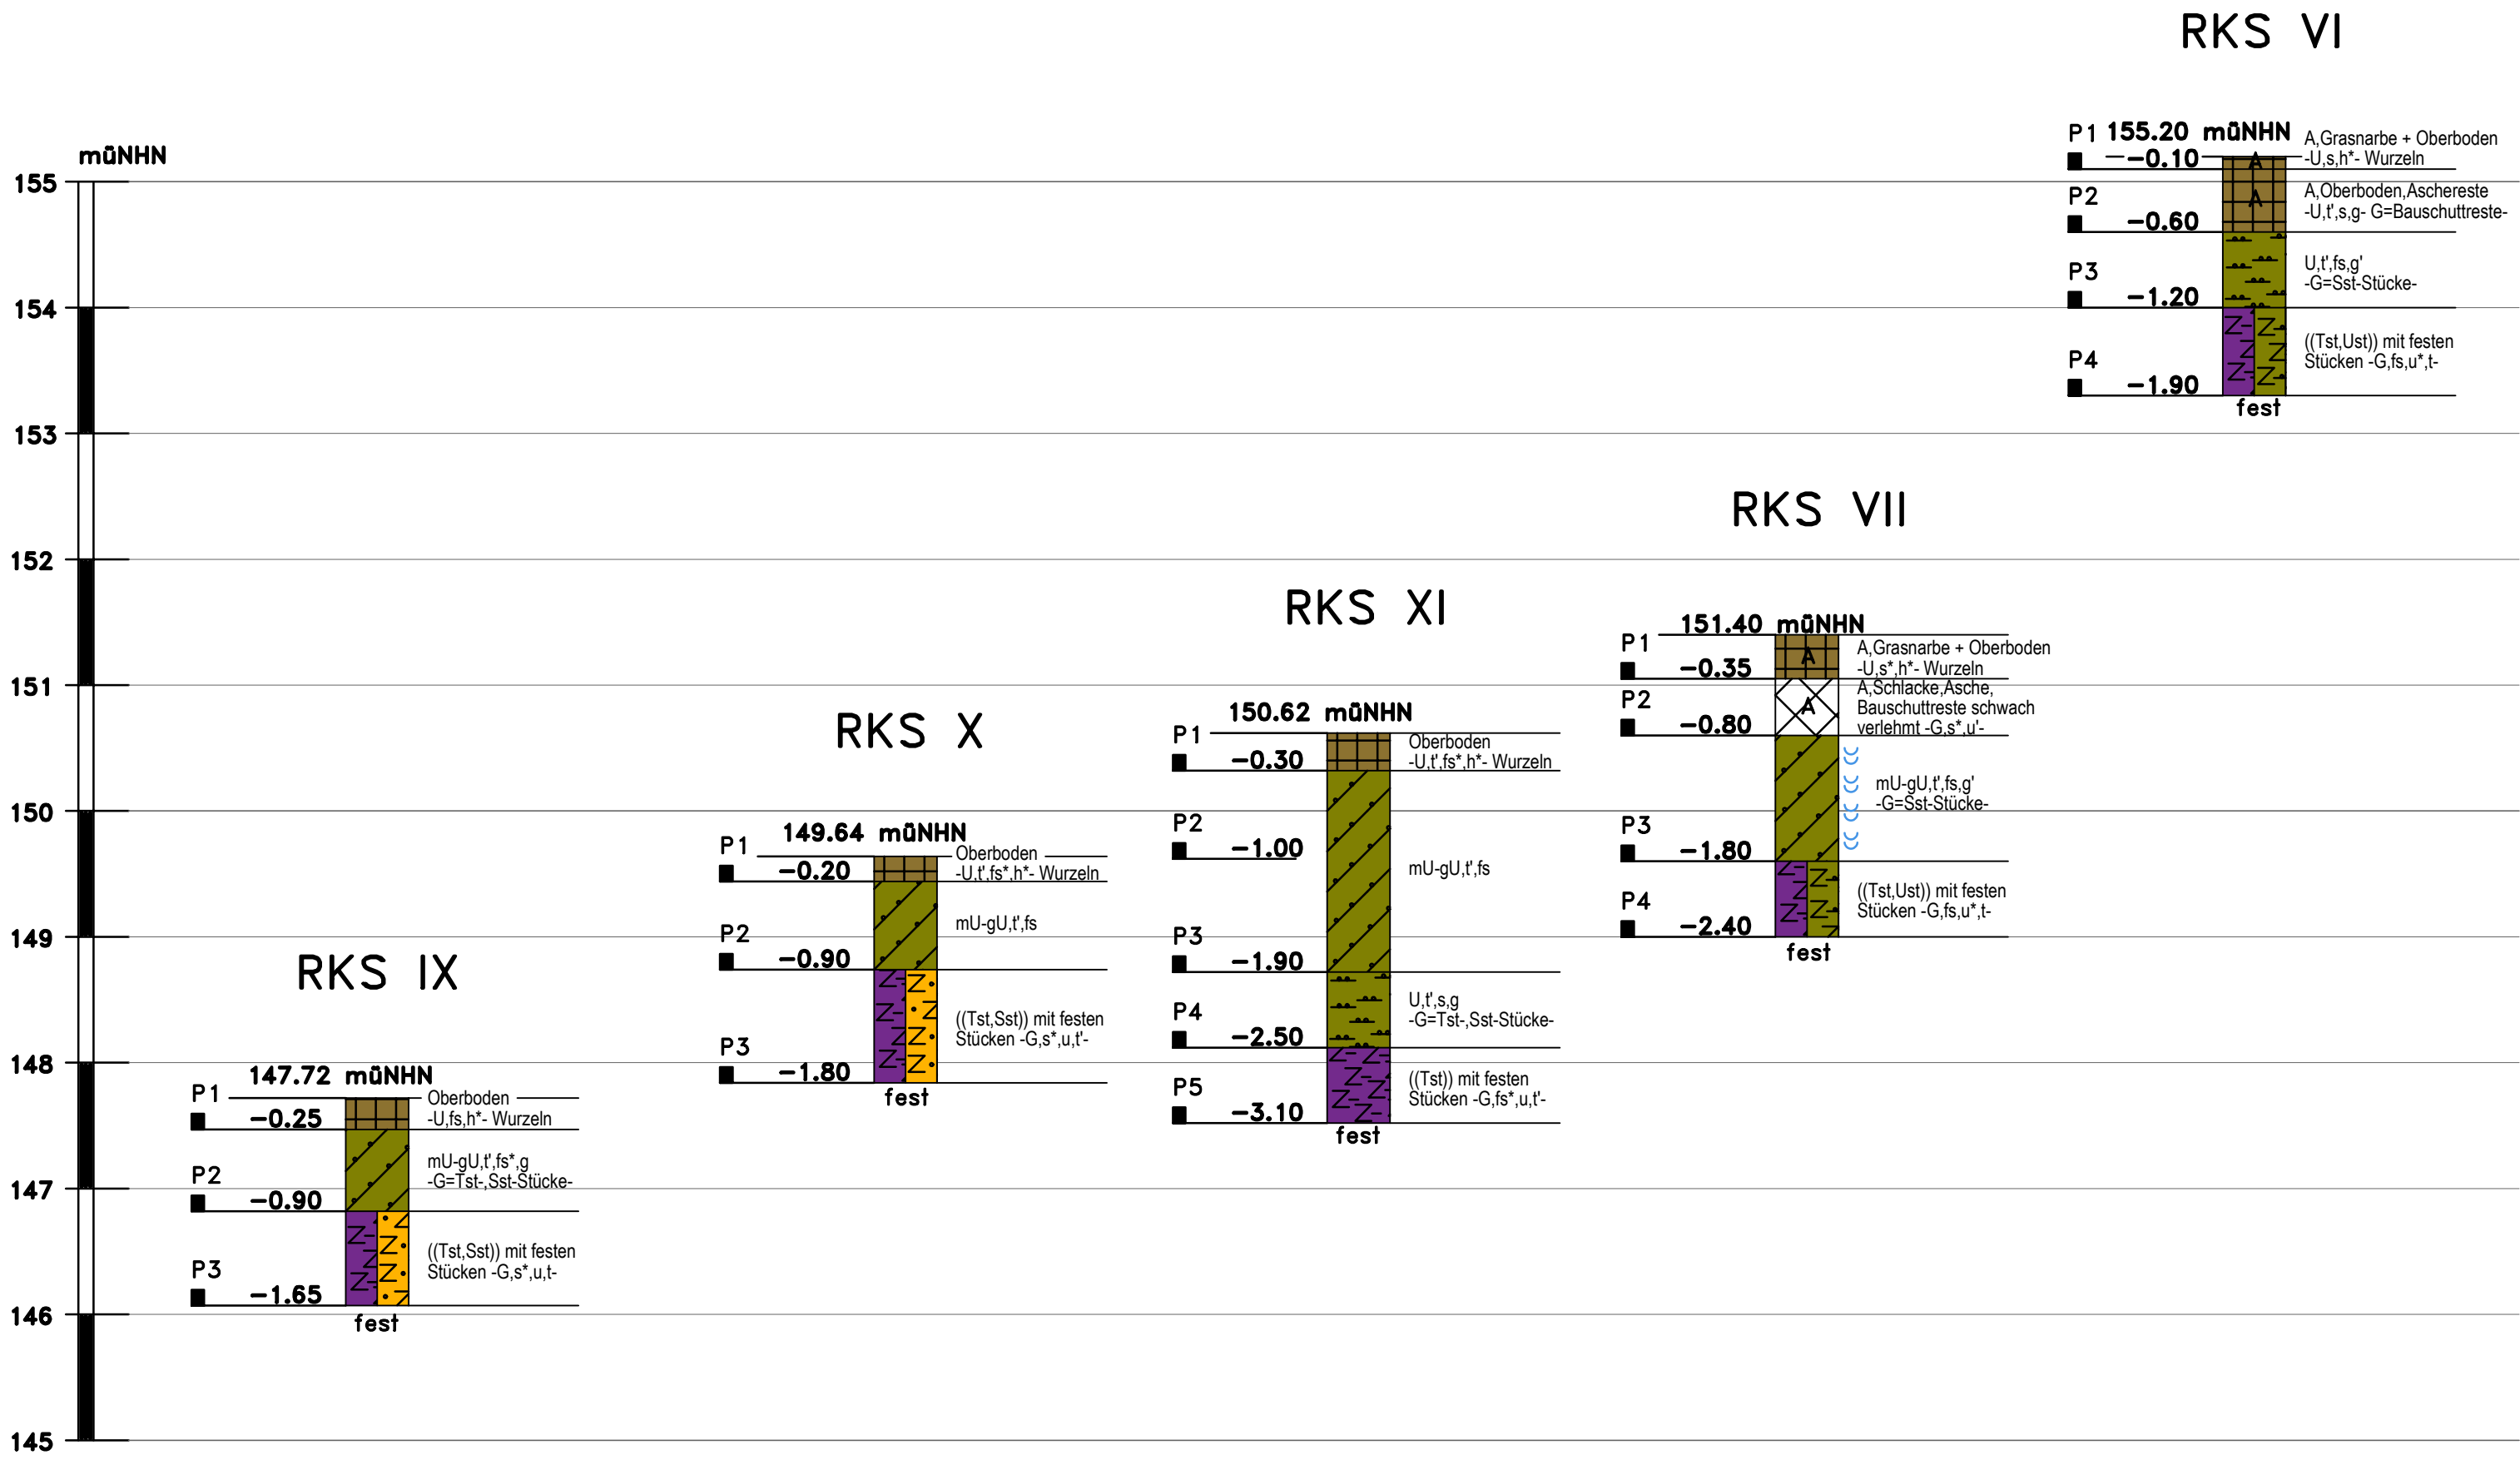 müNHN
155
154
153
152
151
150
149
148
147
146
145
RKS IX
147.72 müNHN
P1
-0.25
Oberboden
-U,fs,h*- Wurzeln
P2
-0.90
mU-gU,t',fs*,g
-G=Tst-,Sst-Stücke-
P3
-1.65
((Tst,Sst)) mit festen
Stücken -G,s*,u,t-
fest
RKS X
149.64 müNHN
P1
-0.20
Oberboden
-U,t',fs*,h*- Wurzeln
P2
-0.90
mU-gU,t',fs
P3
-1.80
((Tst,Sst)) mit festen
Stücken -G,s*,u,t'-
fest
RKS XI
150.62 müNHN
P1
-0.30
Oberboden
-U,t',fs*,h*- Wurzeln
P2
-1.00
mU-gU,t',fs
P3
-1.90
P4
-2.50
U,t',s,g
-G=Tst-,Sst-Stücke-
P5
-3.10
((Tst)) mit festen
Stücken -G,fs*,u,t'-
fest
RKS VII
151.40 müNHN
P1
-0.35
A
A,Grasnarbe + Oberboden
-U,s*,h*- Wurzeln
P2
-0.80
A
A,Schlacke,Asche,
Bauschuttreste schwach
verlehmt -G,s*,u'-
P3
-1.80
mU-gU,t',fs,g'
-G=Sst-Stücke-
P4
-2.40
((Tst,Ust)) mit festen
Stücken -G,fs,u*,t-
fest
RKS VI
155.20 müNHN
P1
-0.10
A
A,Grasnarbe + Oberboden
-U,s,h*- Wurzeln
P2
-0.60
A
A,Oberboden,Aschereste
-U,t',s,g- G=Bauschuttreste-
P3
-1.20
U,t',fs,g'
-G=Sst-Stücke-
P4
-1.90
((Tst,Ust)) mit festen
Stücken -G,fs,u*,t-
fest